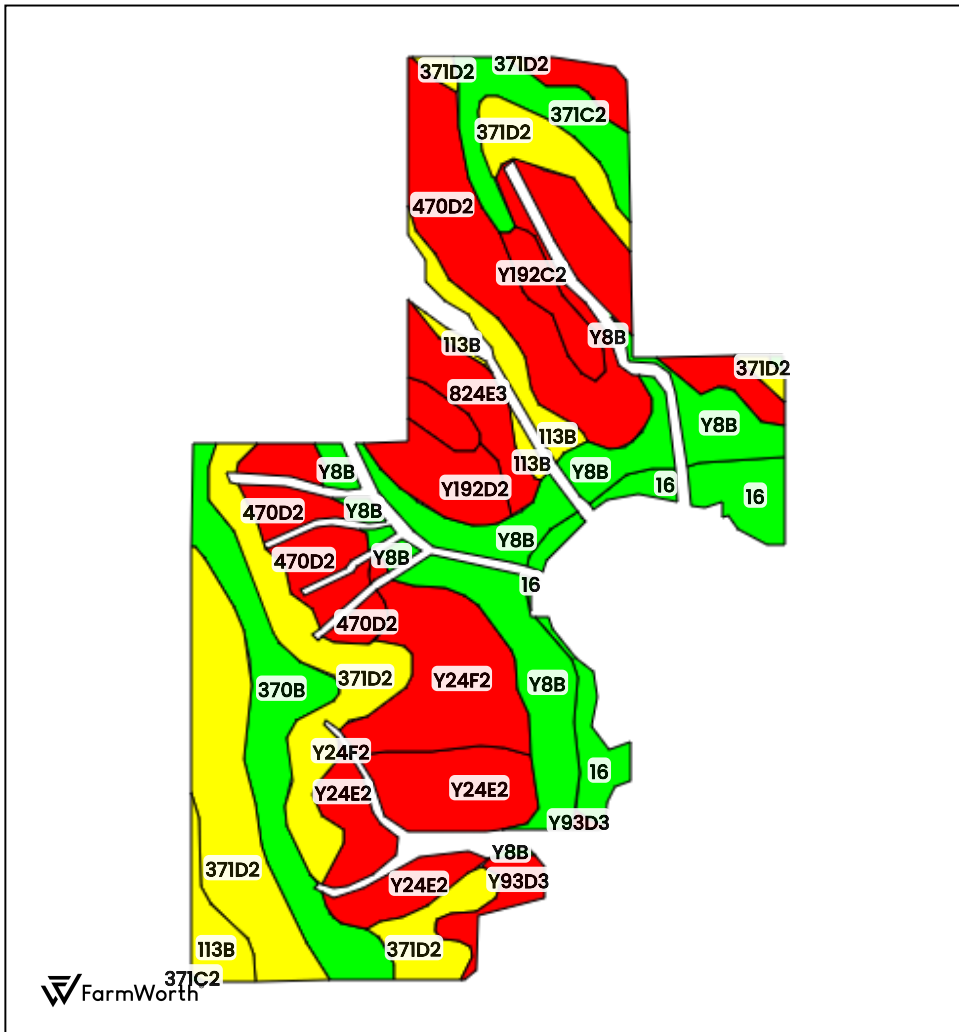 371D2
371D2
371C2
371D2
470D2
Y192C2
Y8B
113B
371D2
824E3
Y8B
113B
113B
Y8B
Y8B
16
Y192D2
16
470D2
Y8B
Y8B
Y8B
470D2
16
470D2
371D2
Y24F2
Y8B
370B
Y24F2
16
Y24E2
Y24E2
Y93D3
Y8B
371D2
Y24E2
Y93D3
113B
371D2
371C2
FarmWorth